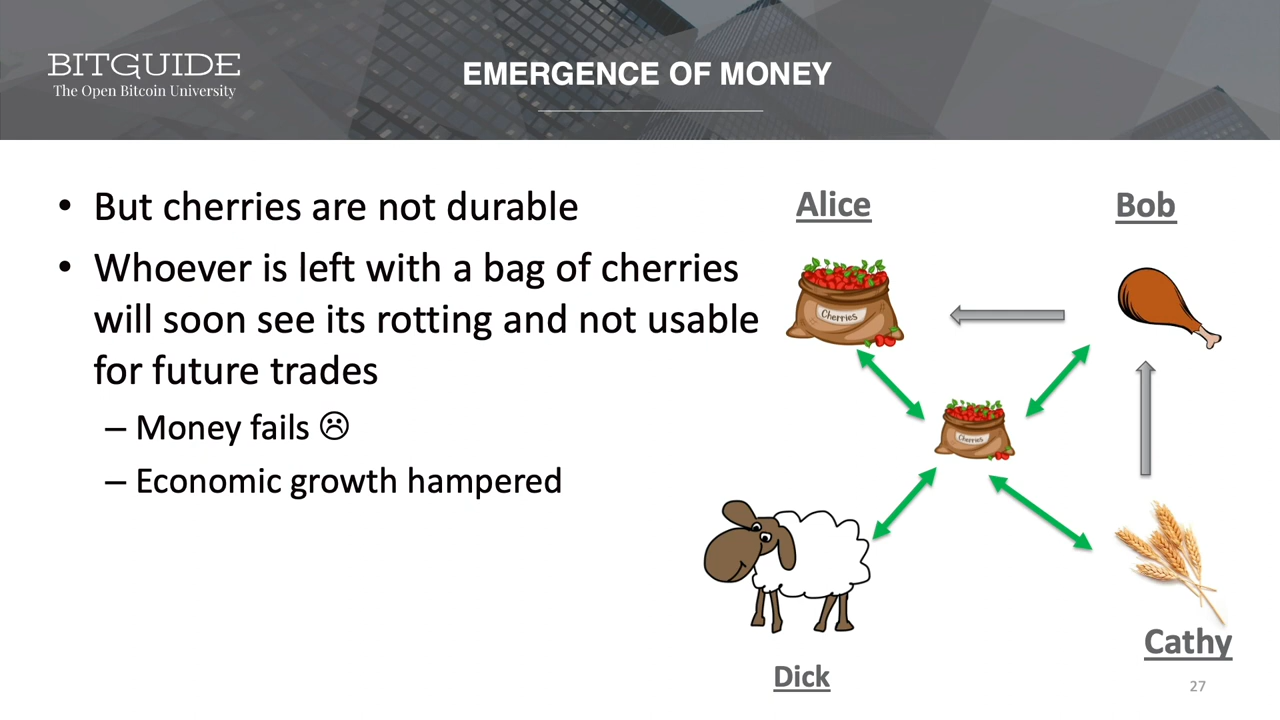 BITGUIDE
The Open Bitcoin University
EMERGENCE OF MONEY
• But cherries are not durable
• Whoever is left with a bag of cherries
will soon see its rotting and not usable
for future trades
– Money fails ☹
– Economic growth hampered
Alice
Bob
Cherries
Cherries
Dick
Cathy
27